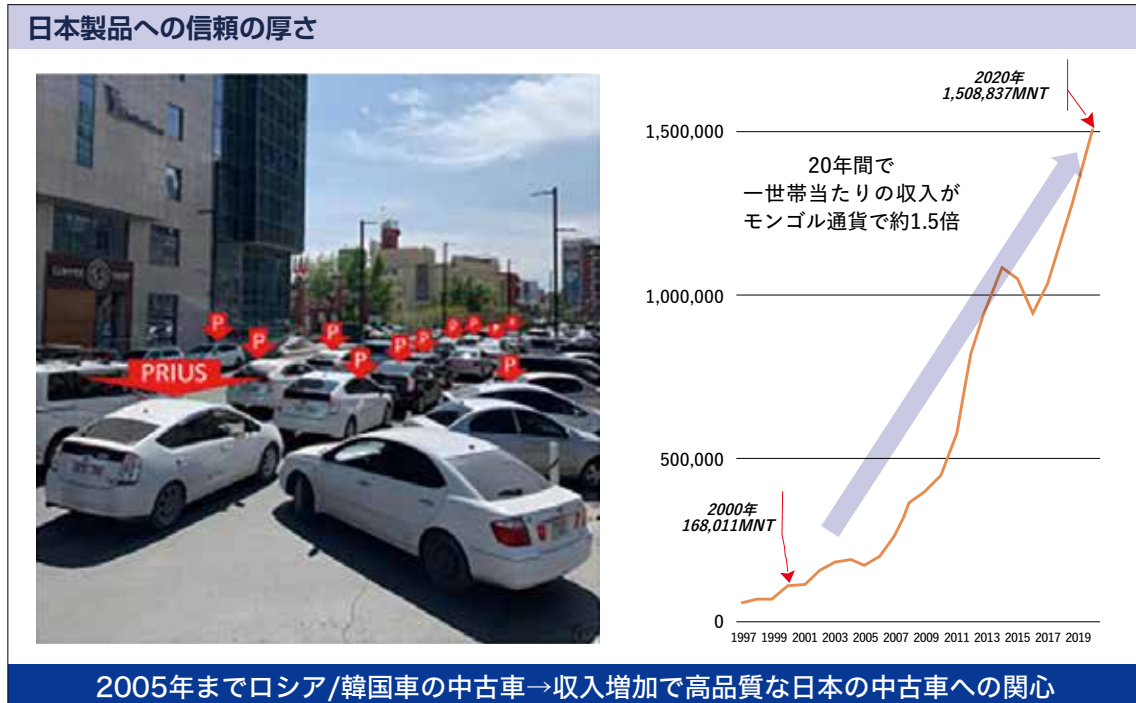 日本製品への信頼の厚さ
PRIUS
P
P
P
P
P
P
P
P
P
P
P
2020年
1,508,837MNT
20年間で
一世帯当たりの収入が
モンゴル通貨で約1.5倍
2000年
168,011MNT
1,500,000
1,000,000
500,000
0
1997 1999 2001 2003 2005 2007 2009 2011 2013 2015 2017 2019
2005年までロシア/韓国車の中古車→収入増加で高品質な日本の中古車への関心